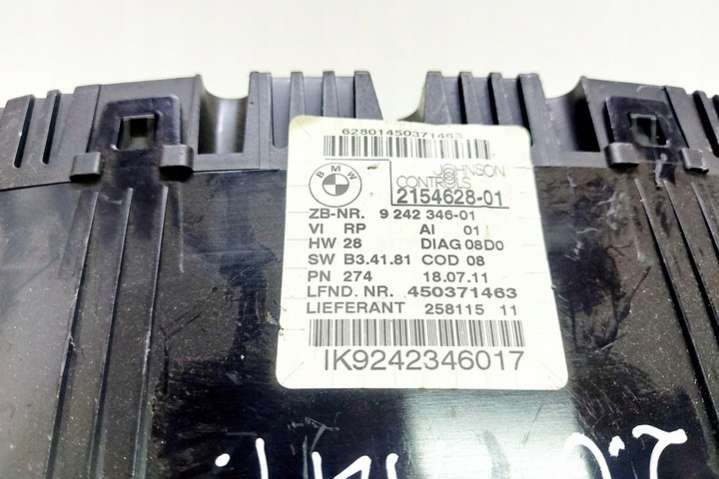 62801450371463
BMW
JOHNSON
CONTROLS
2154628-01
ZB-NR. 9 242 346-01
VI RP AI 01
HW 28 DIAG 08D0
SW B3.41.81 COD 08
PN 274 18.07.11
LFND. NR. 450371463
LIEFERANT 258115 11
IK9242346017